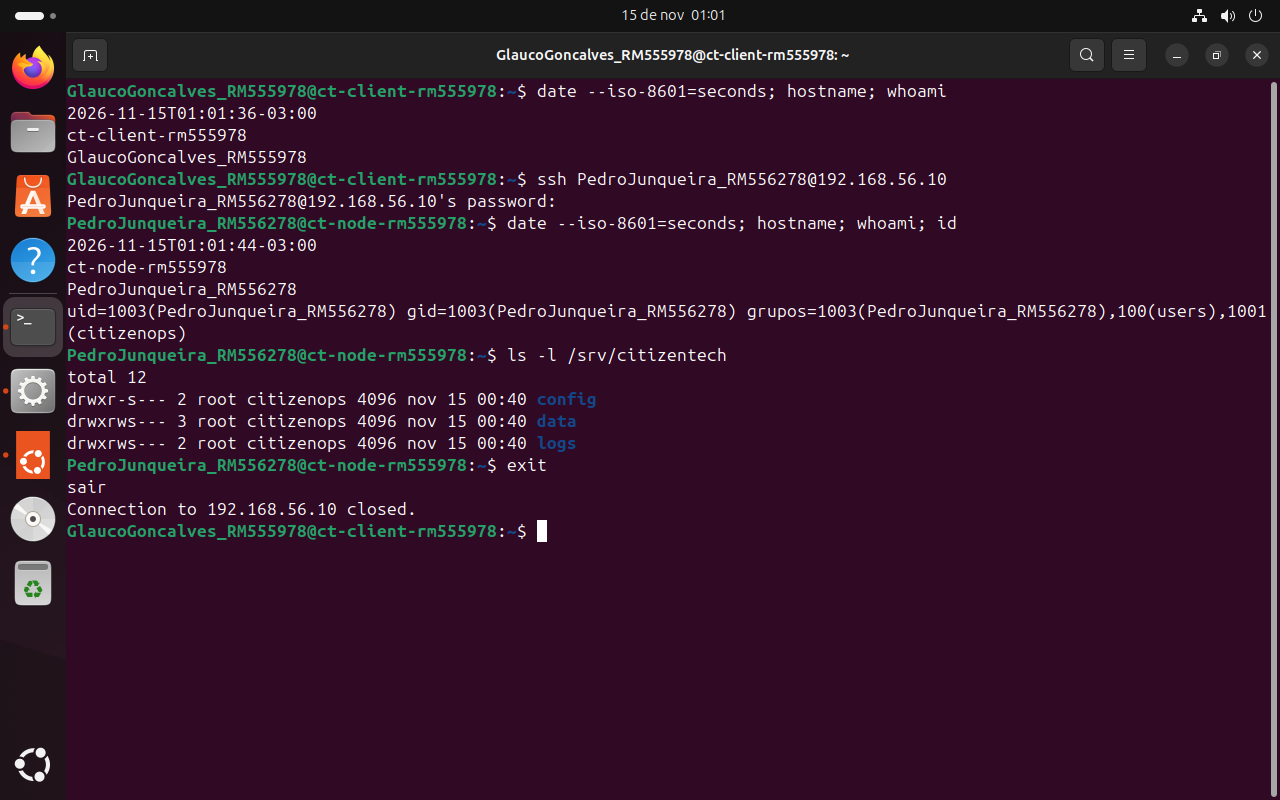 15 de nov 01:01
GlaucoGoncalves_RM555978@ct-client-rm555978: ~
GlaucoGoncalves_RM555978@ct-client-rm555978:~$ date --iso-8601=seconds; hostname; whoami
2026-11-15T01:01:36-03:00
ct-client-rm555978
GlaucoGoncalves_RM555978
GlaucoGoncalves_RM555978@ct-client-rm555978:~$ ssh PedroJunqueira_RM556278@192.168.56.10
PedroJunqueira_RM556278@192.168.56.10's password:
PedroJunqueira_RM556278@ct-node-rm555978:~$ date --iso-8601=seconds; hostname; whoami; id
2026-11-15T01:01:44-03:00
ct-node-rm555978
PedroJunqueira_RM556278
uid=1003(PedroJunqueira_RM556278) gid=1003(PedroJunqueira_RM556278) grupos=1003(PedroJunqueira_RM556278),100(users),1001
(citizenops)
PedroJunqueira_RM556278@ct-node-rm555978:~$ ls -l /srv/citizentech
total 12
drwxr-s--- 2 root citizenops 4096 nov 15 00:40 config
drwxrws--- 3 root citizenops 4096 nov 15 00:40 data
drwxrws--- 2 root citizenops 4096 nov 15 00:40 logs
PedroJunqueira_RM556278@ct-node-rm555978:~$ exit
sair
Connection to 192.168.56.10 closed.
GlaucoGoncalves_RM555978@ct-client-rm555978:~$